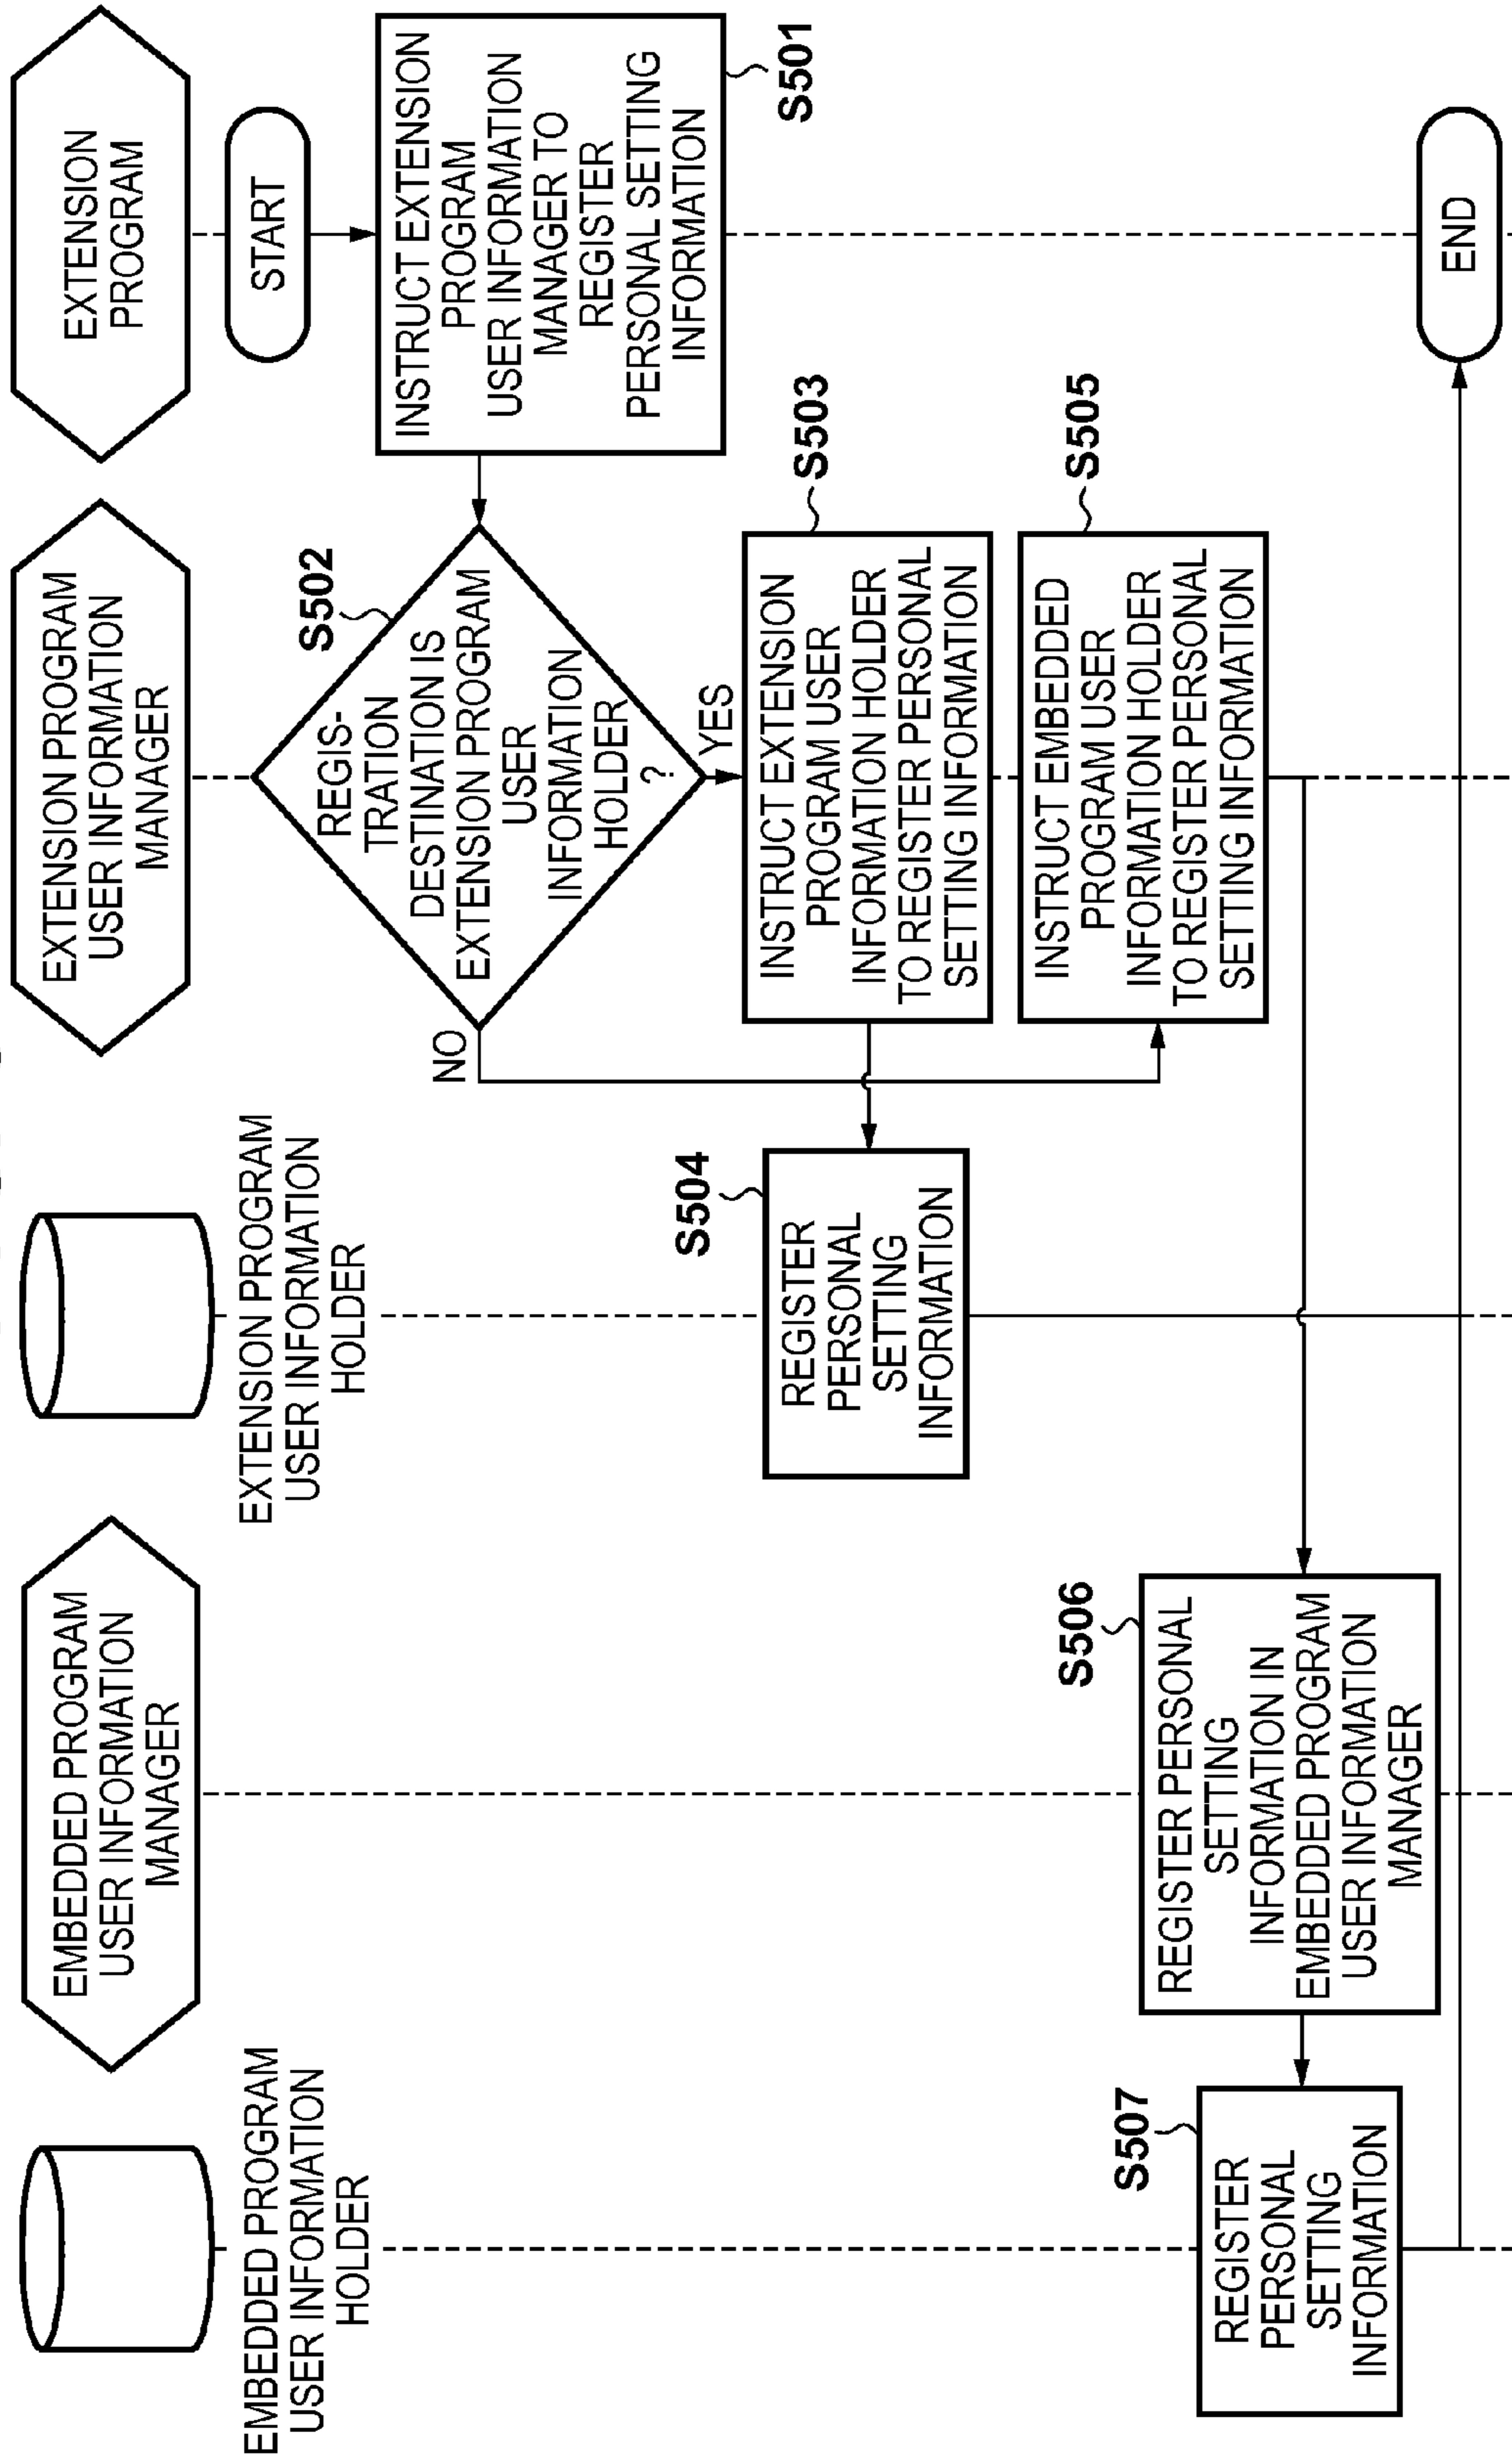 EMBEDDED PROGRAM
USER INFORMATION
HOLDER
EMBEDDED PROGRAM
USER INFORMATION
MANAGER
EXTENSION PROGRAM
USER INFORMATION
HOLDER
EXTENSION PROGRAM
USER INFORMATION
MANAGER
EXTENSION
PROGRAM
START
S501
INSTRUCT EXTENSION
PROGRAM
USER INFORMATION
MANAGER TO
REGISTER
PERSONAL SETTING
INFORMATION
S502
REGIS-
TRATION
DESTINATION IS
EXTENSION PROGRAM
USER
INFORMATION
HOLDER
?
NO
YES
S503
INSTRUCT EXTENSION
PROGRAM USER
INFORMATION HOLDER
TO REGISTER PERSONAL
SETTING INFORMATION
S504
REGISTER
PERSONAL
SETTING
INFORMATION
S505
INSTRUCT EMBEDDED
PROGRAM USER
INFORMATION HOLDER
TO REGISTER PERSONAL
SETTING INFORMATION
S506
REGISTER PERSONAL
SETTING
INFORMATION IN
EMBEDDED PROGRAM
USER INFORMATION
MANAGER
S507
REGISTER
PERSONAL
SETTING
INFORMATION
END